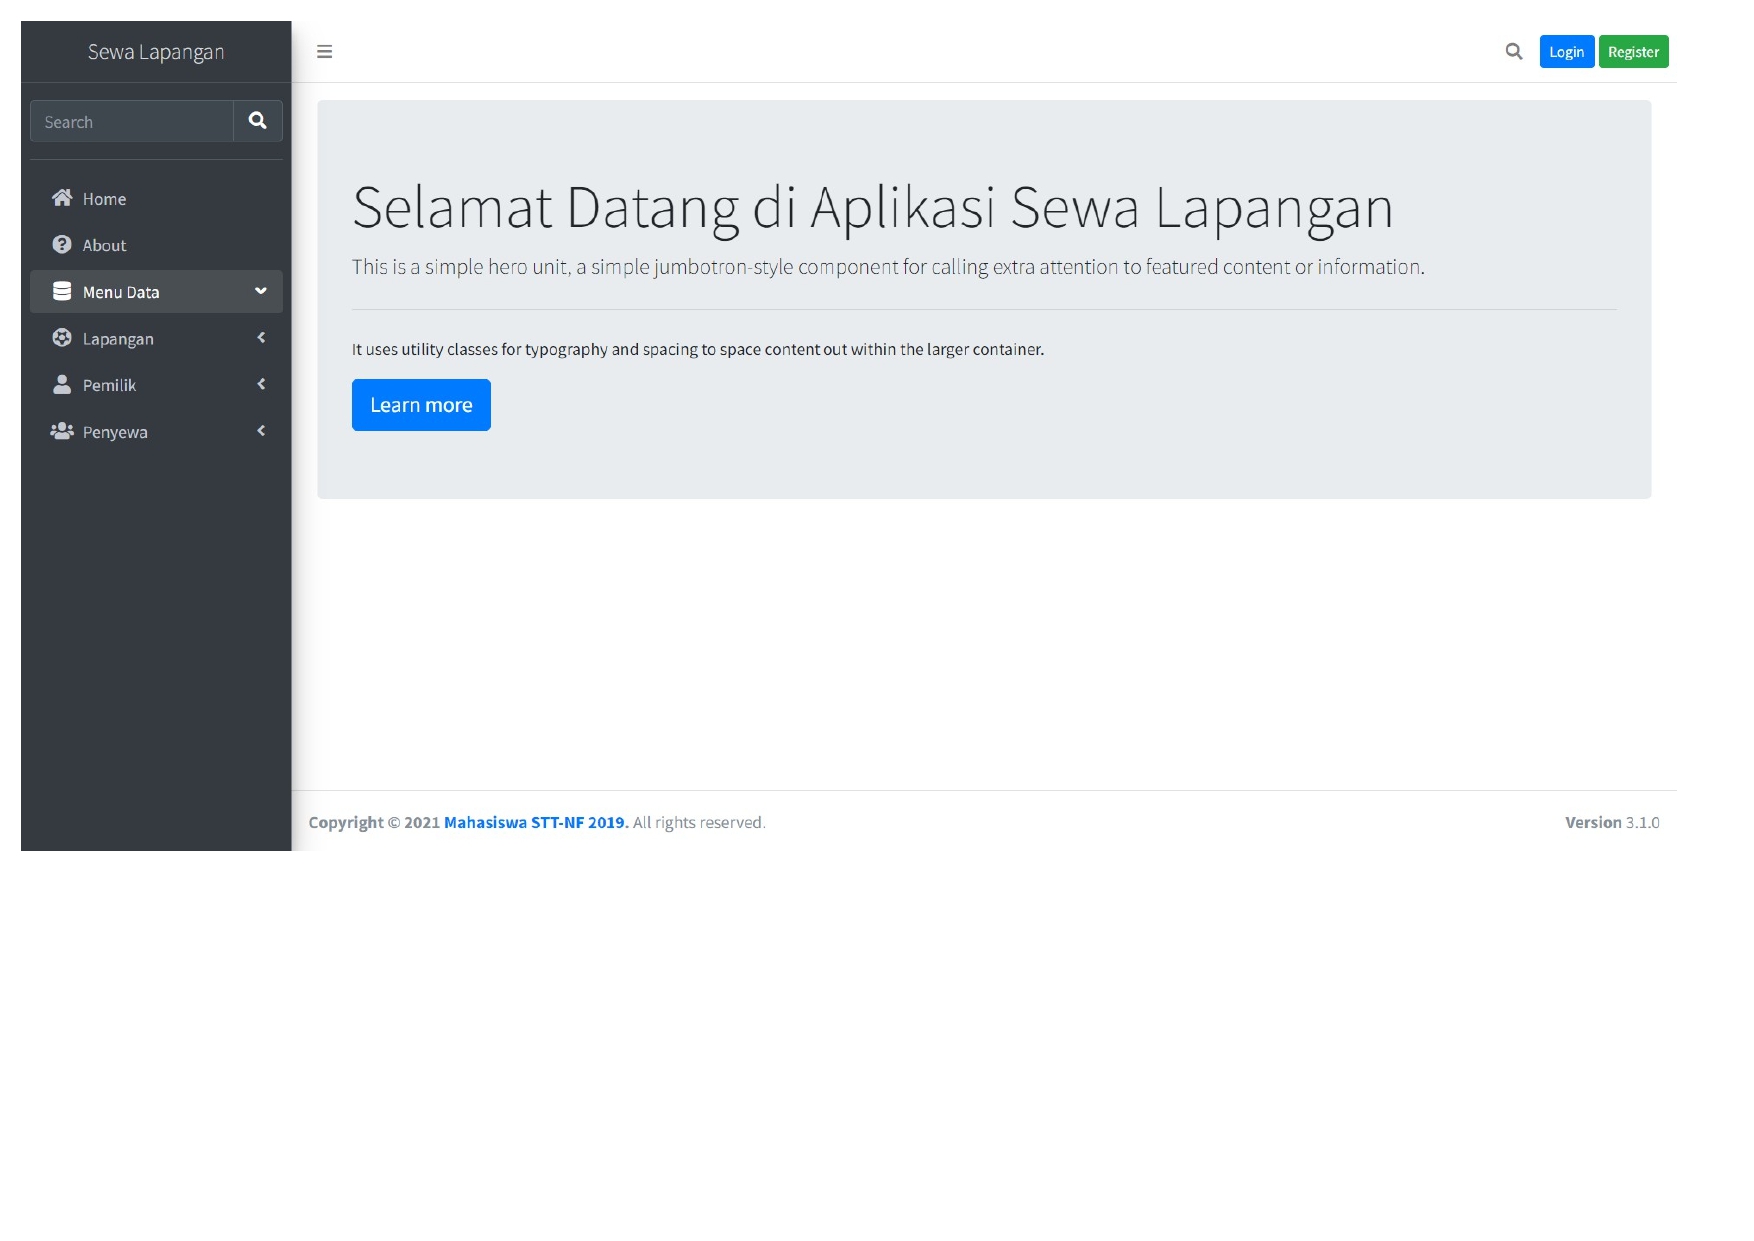 Sewa Lapangan
Login
Register
Search
Home
About
Menu Data
Lapangan
Pemilik
Penyewa
Selamat Datang di Aplikasi Sewa Lapangan
This is a simple hero unit, a simple jumbotron-style component for calling extra attention to featured content or information.
It uses utility classes for typography and spacing to space content out within the larger container.
Learn more
Copyright © 2021 Mahasiswa STT-NF 2019. All rights reserved.
Version 3.1.0